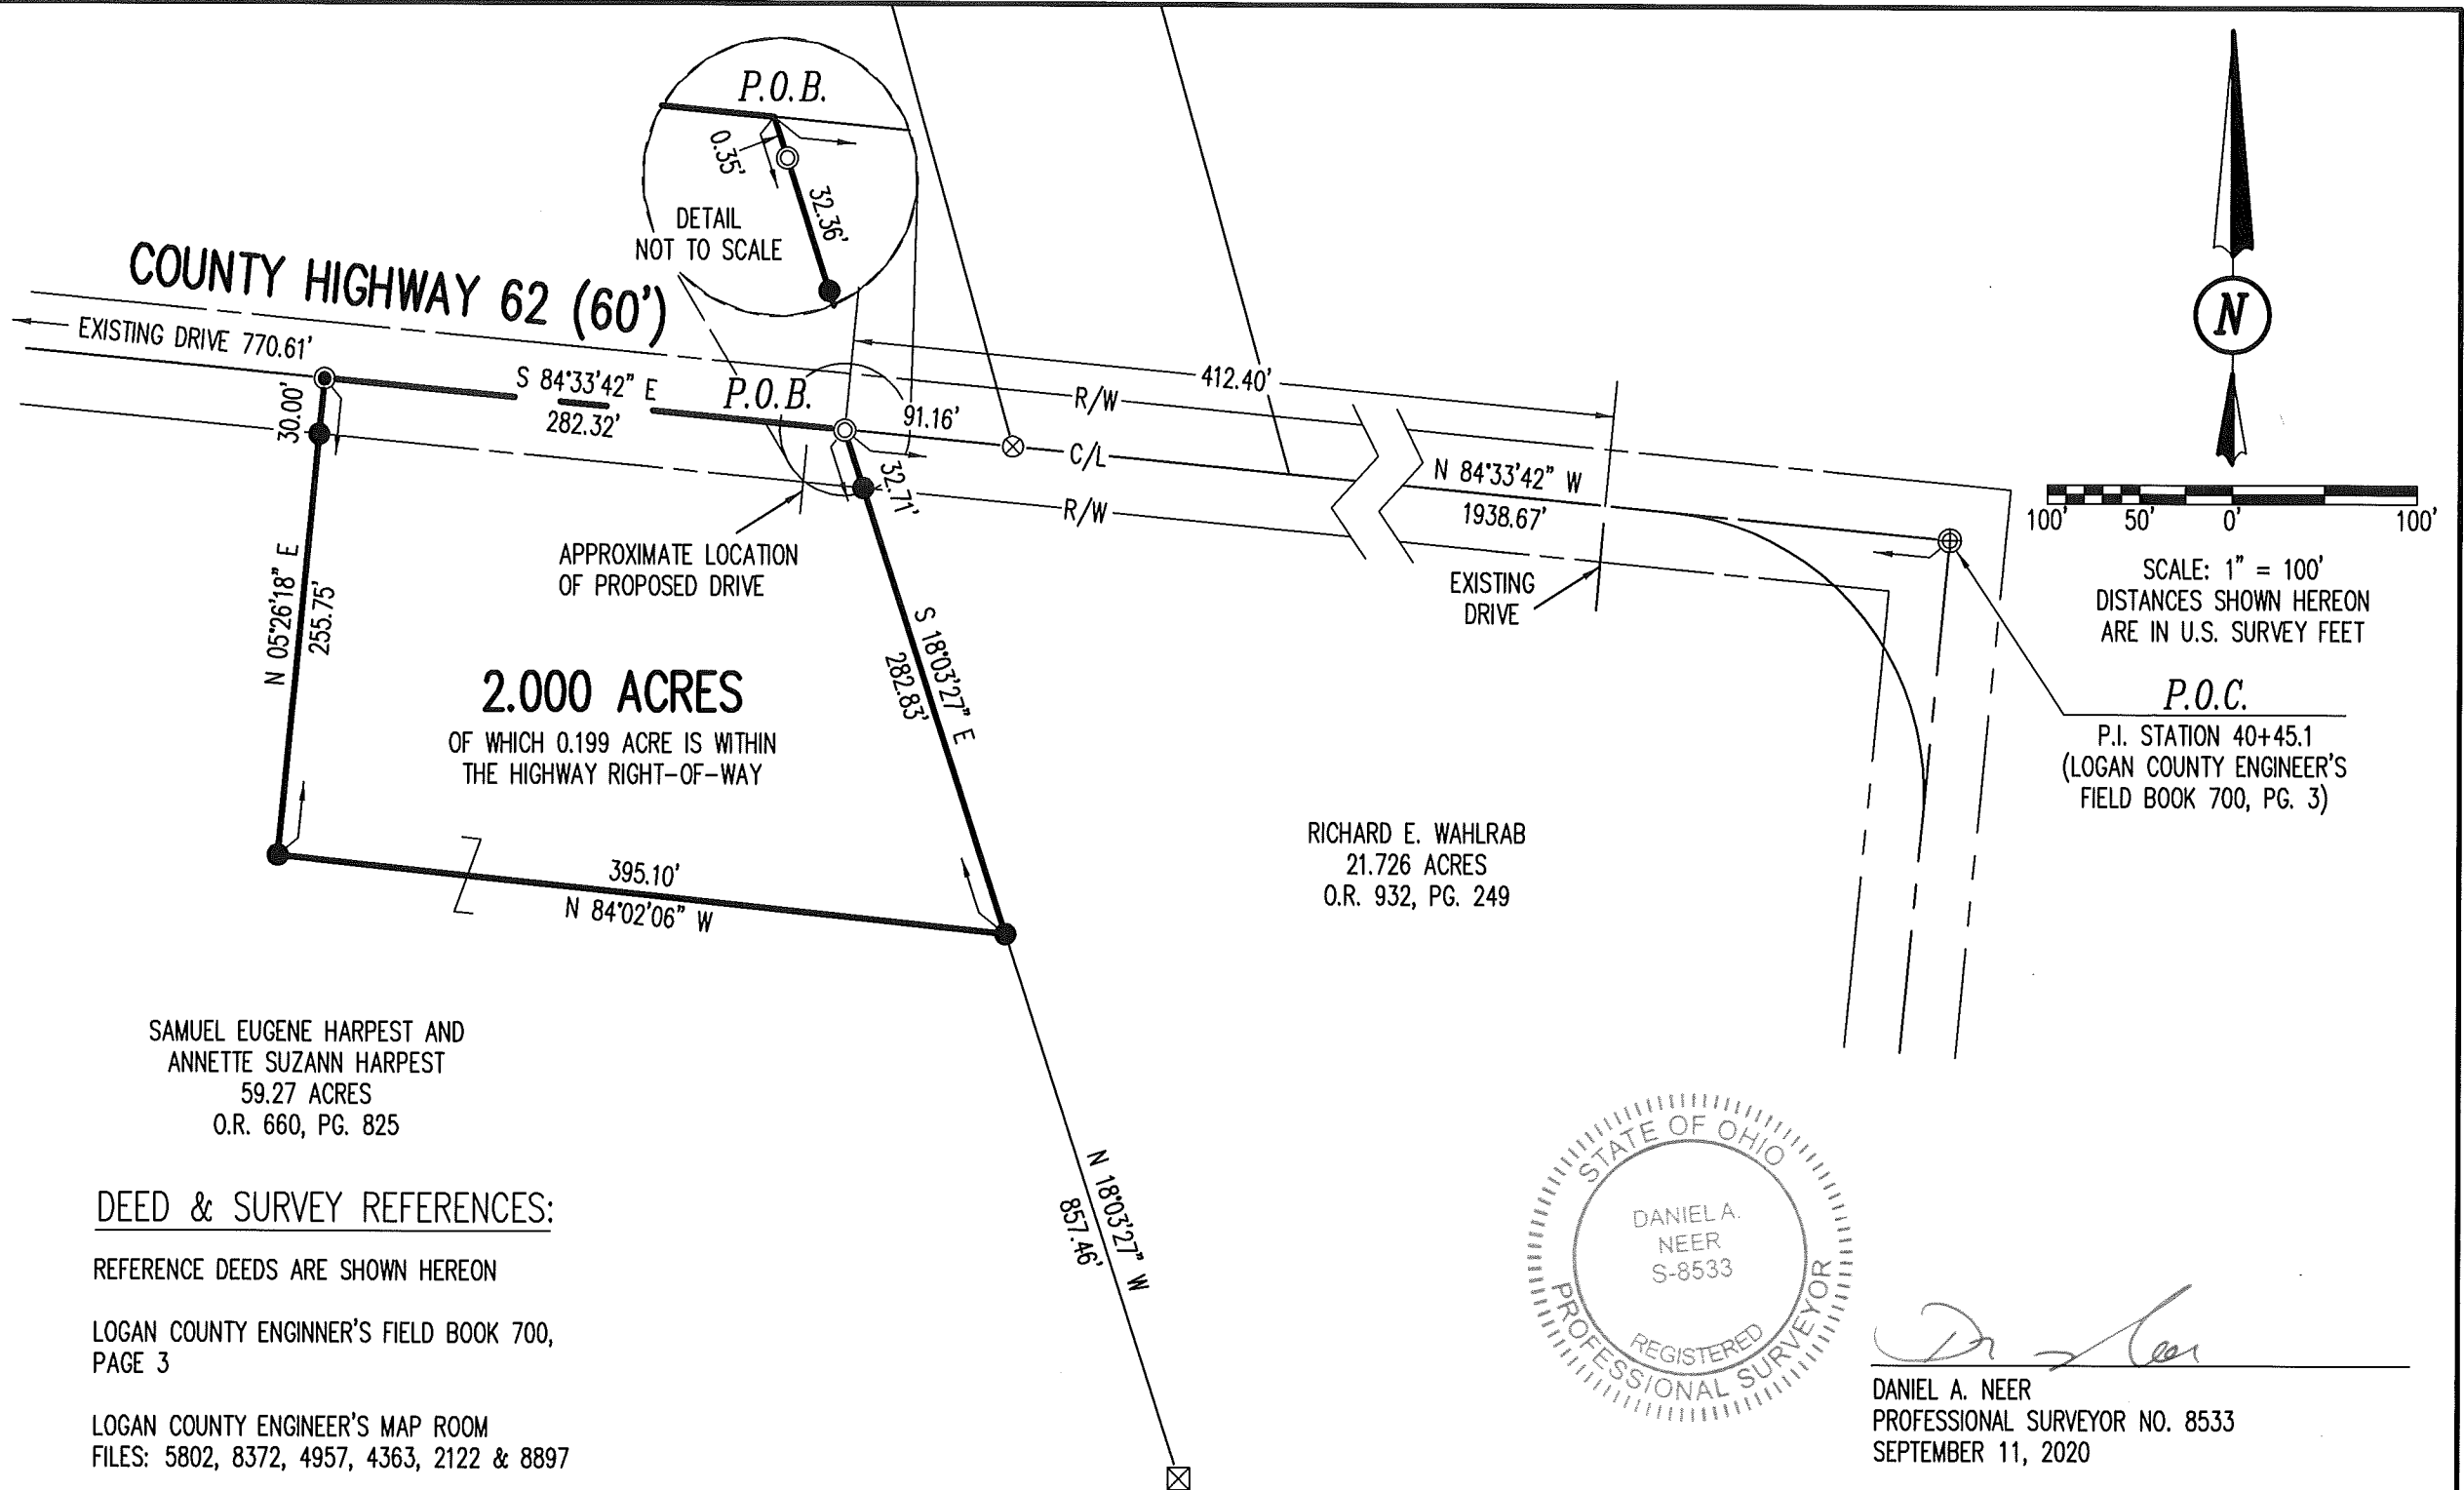 P.O.B.
0.35'
32.36'
DETAIL
NOT TO SCALE
COUNTY HIGHWAY 62 (60')
EXISTING DRIVE 770.61'
S 84°33'42" E
282.32'
P.O.B.
91.16'
412.40'
R/W
C/L
R/W
N 84°33'42" W
1938.67'
30.00'
32.71'
APPROXIMATE LOCATION
OF PROPOSED DRIVE
EXISTING
DRIVE
N 05°26'18" E
255.75'
S 18°03'27" E
282.83'
2.000 ACRES
OF WHICH 0.199 ACRE IS WITHIN
THE HIGHWAY RIGHT-OF-WAY
395.10'
N 84°02'06" W
N
100' 50' 0' 100'
SCALE: 1" = 100'
DISTANCES SHOWN HEREON
ARE IN U.S. SURVEY FEET
P.O.C.
P.I. STATION 40+45.1
(LOGAN COUNTY ENGINEER'S
FIELD BOOK 700, PG. 3)
RICHARD E. WAHLRAB
21.726 ACRES
O.R. 932, PG. 249
SAMUEL EUGENE HARPEST AND
ANNETTE SUZANN HARPEST
59.27 ACRES
O.R. 660, PG. 825
N 18°03'27" W
857.46'
DEED & SURVEY REFERENCES:
REFERENCE DEEDS ARE SHOWN HEREON
LOGAN COUNTY ENGINNER'S FIELD BOOK 700,
PAGE 3
LOGAN COUNTY ENGINEER'S MAP ROOM
FILES: 5802, 8372, 4957, 4363, 2122 & 8897
STATE OF OHIO
DANIEL A.
NEER
S-8533
REGISTERED
PROFESSIONAL SURVEYOR
DANIEL A. NEER
PROFESSIONAL SURVEYOR NO. 8533
SEPTEMBER 11, 2020